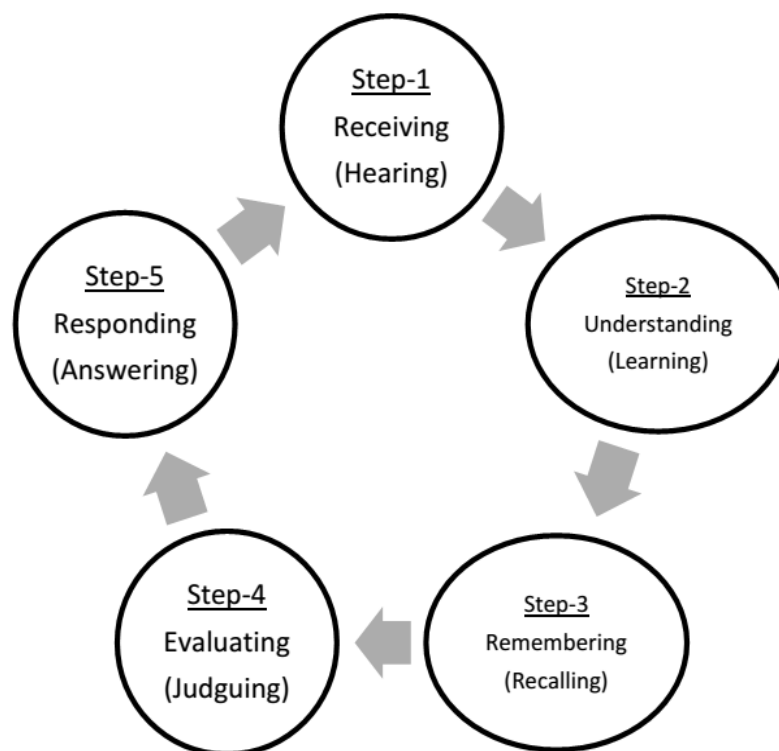 Step-1
Receiving
(Hearing)
Step-2
Understanding
(Learning)
Step-3
Remembering
(Recalling)
Step-4
Evaluating
(Judguing)
Step-5
Responding
(Answering)